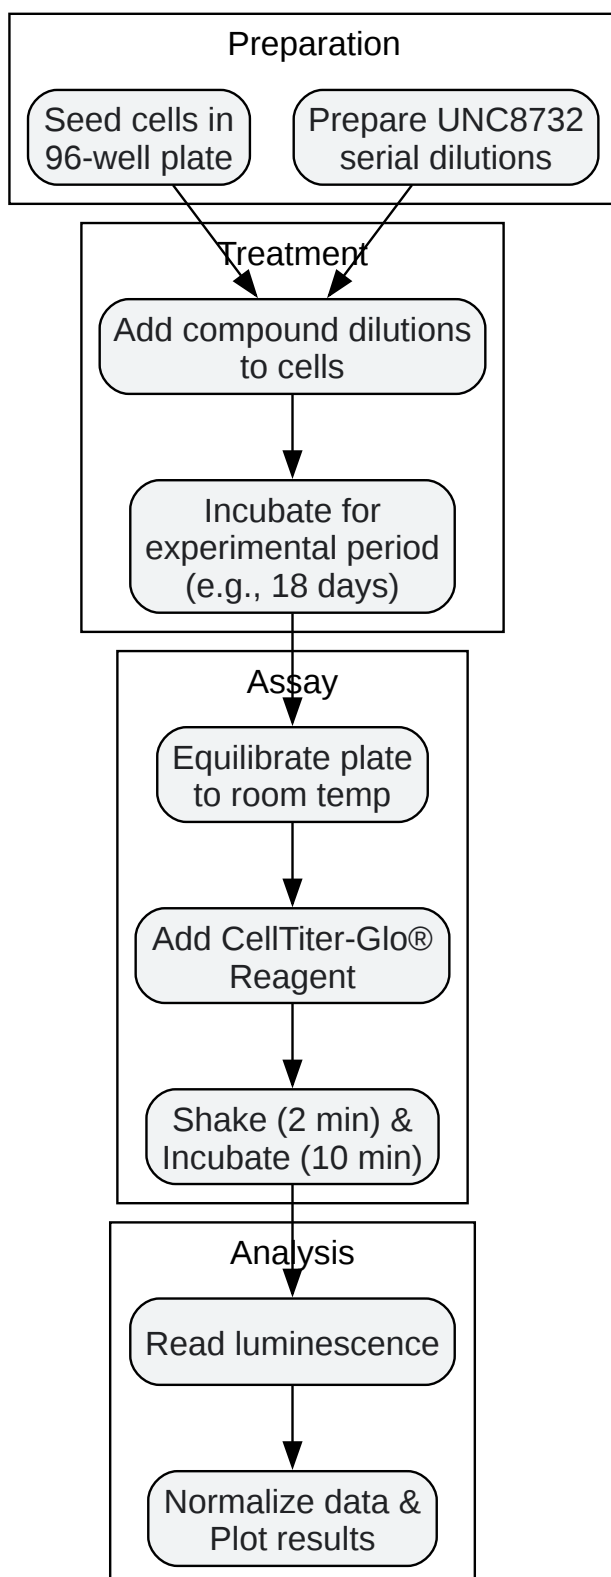 Preparation
Seed cells in
96-well plate
Prepare UNC8732
serial dilutions
Treatment
Add compound dilutions
to cells
Incubate for
experimental period
(e.g., 18 days)
Assay
Equilibrate plate
to room temp
Add CellTiter-Glo®
Reagent
Shake (2 min) &
Incubate (10 min)
Analysis
Read luminescence
Normalize data &
Plot results